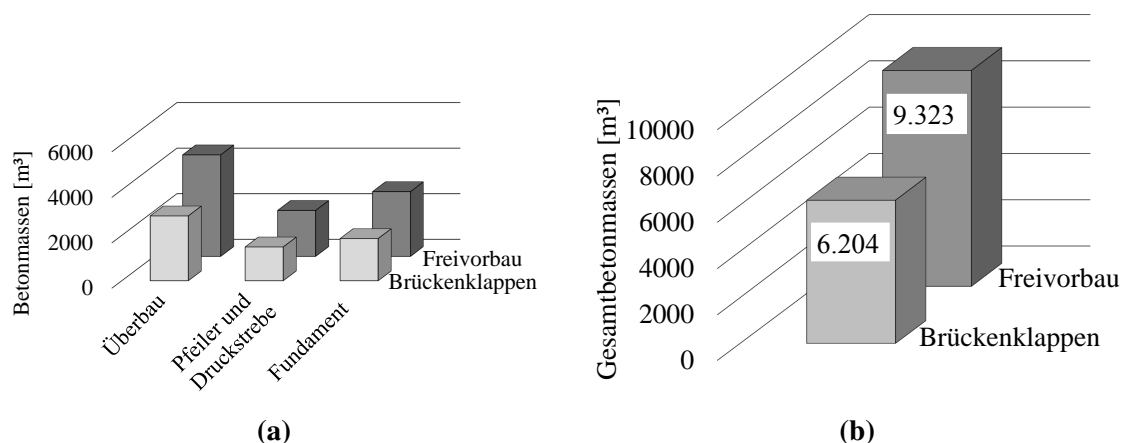 Betonmassen [m³]
6000
4000
2000
0
Überbau
Pfeiler und
Druckstrebe
Fundament
Freivorbau
Brückenklappen
(a)
Gesamtbetonmassen [m³]
10000
8000
6000
4000
2000
0
9.323
6.204
Freivorbau
Brückenklappen
(b)